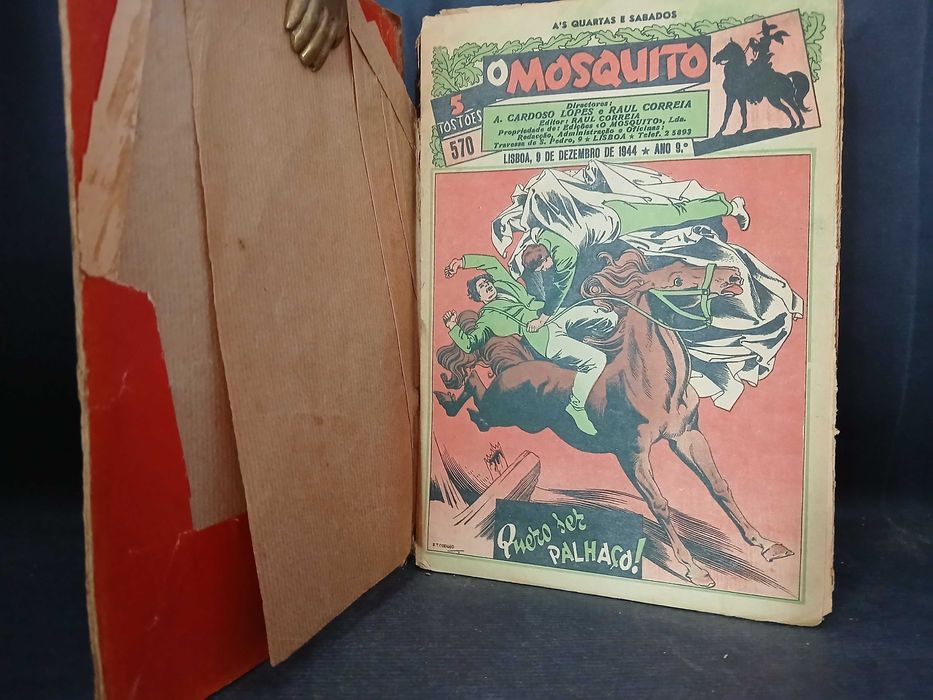 A'S QUARTAS E SABADOS
O MOSQUITO
5
TOSTÕES
570
Directores:
A. CARDOSO LOPES e RAUL CORREIA
Editor: RAUL CORREIA
Propriedade de: Edições «O MOSQUITO», Lda.
Redacção, Administração e Oficinas:
Travessa de S. Pedro, 9 ★ LISBOA ★ Telef. 2 5893
LISBOA, 9 DE DEZEMBRO DE 1944 ★ ANO 9.º
Quero ser
PALHAÇO!
E.T. COELHO